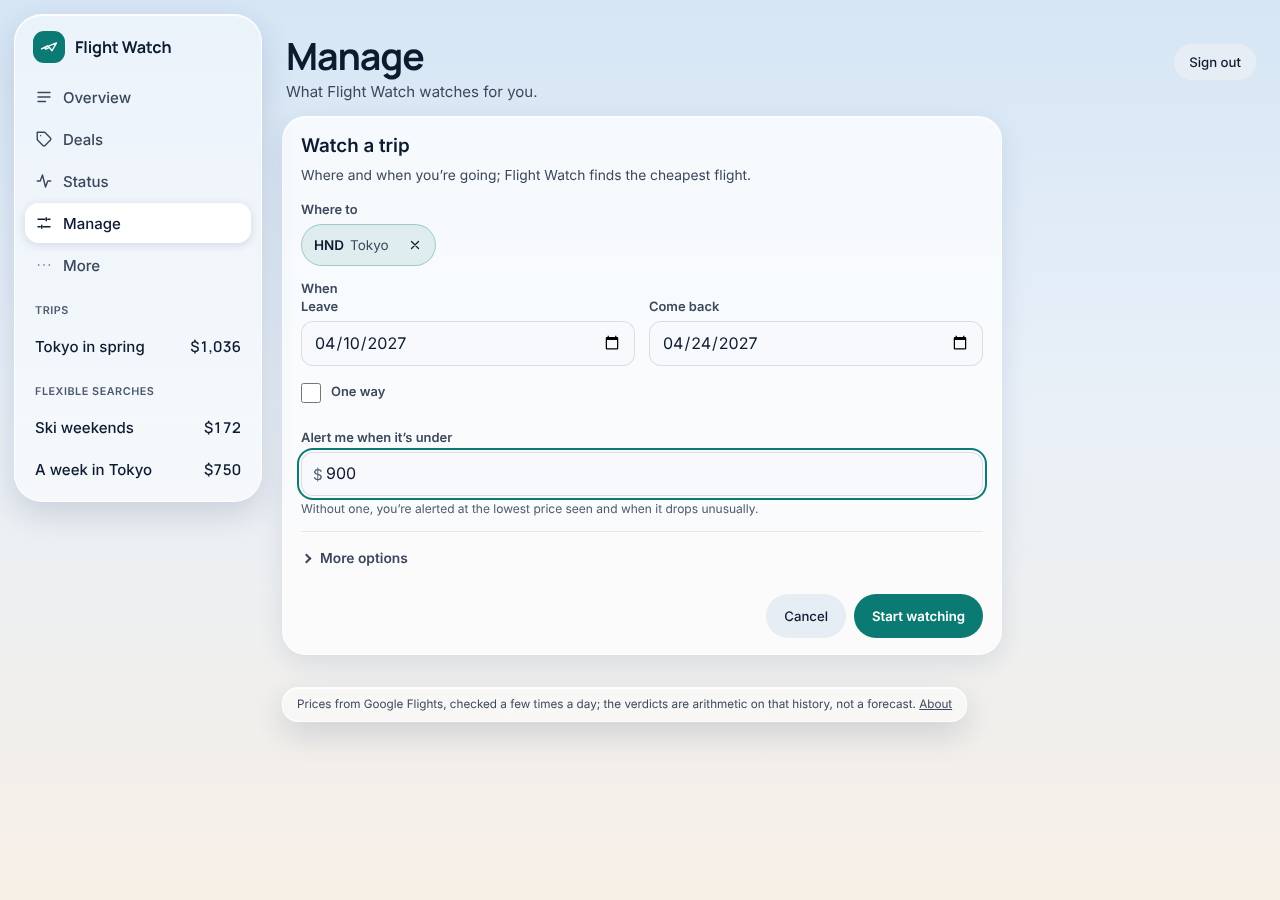 Flight Watch
Overview
Deals
Status
Manage
More
TRIPS
Tokyo in spring $1,036
FLEXIBLE SEARCHES
Ski weekends $172
A week in Tokyo $750
Manage
What Flight Watch watches for you.
Sign out
Watch a trip
Where and when you’re going; Flight Watch finds the cheapest flight.
Where to
HND Tokyo ×
When
Leave
Come back
04/10/2027
04/24/2027
One way
Alert me when it’s under
$ 900
Without one, you’re alerted at the lowest price seen and when it drops unusually.
More options
Cancel
Start watching
Prices from Google Flights, checked a few times a day; the verdicts are arithmetic on that history, not a forecast. About